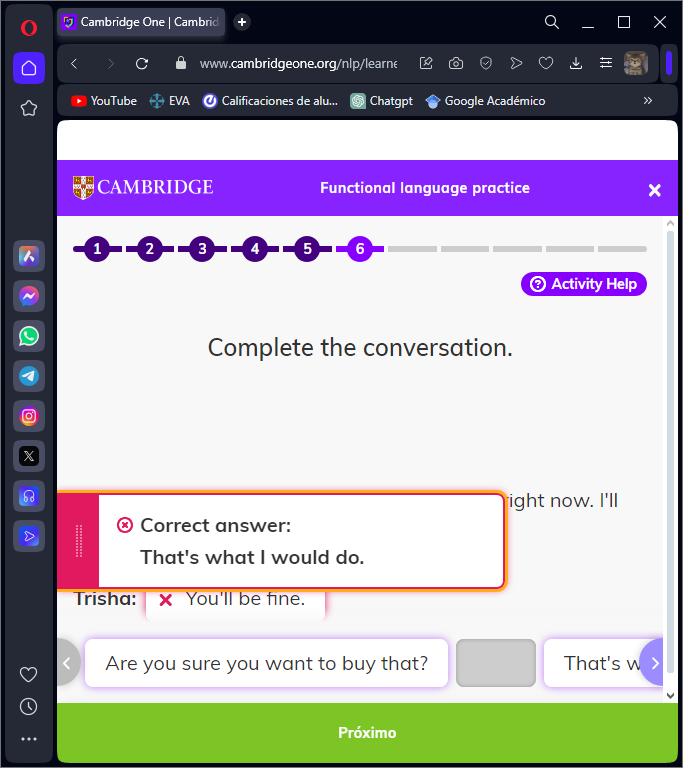 Cambridge One | Cambrid
www.cambridgeone.org/nlp/learne
YouTube
EVA
Calificaciones de alu...
Chatgpt
Google Académico
CAMBRIDGE
Functional language practice
1
2
3
4
5
6
Activity Help
Complete the conversation.
right now. I'll
Correct answer:
That's what I would do.
Trisha: You'll be fine.
Are you sure you want to buy that?
That's w
Próximo